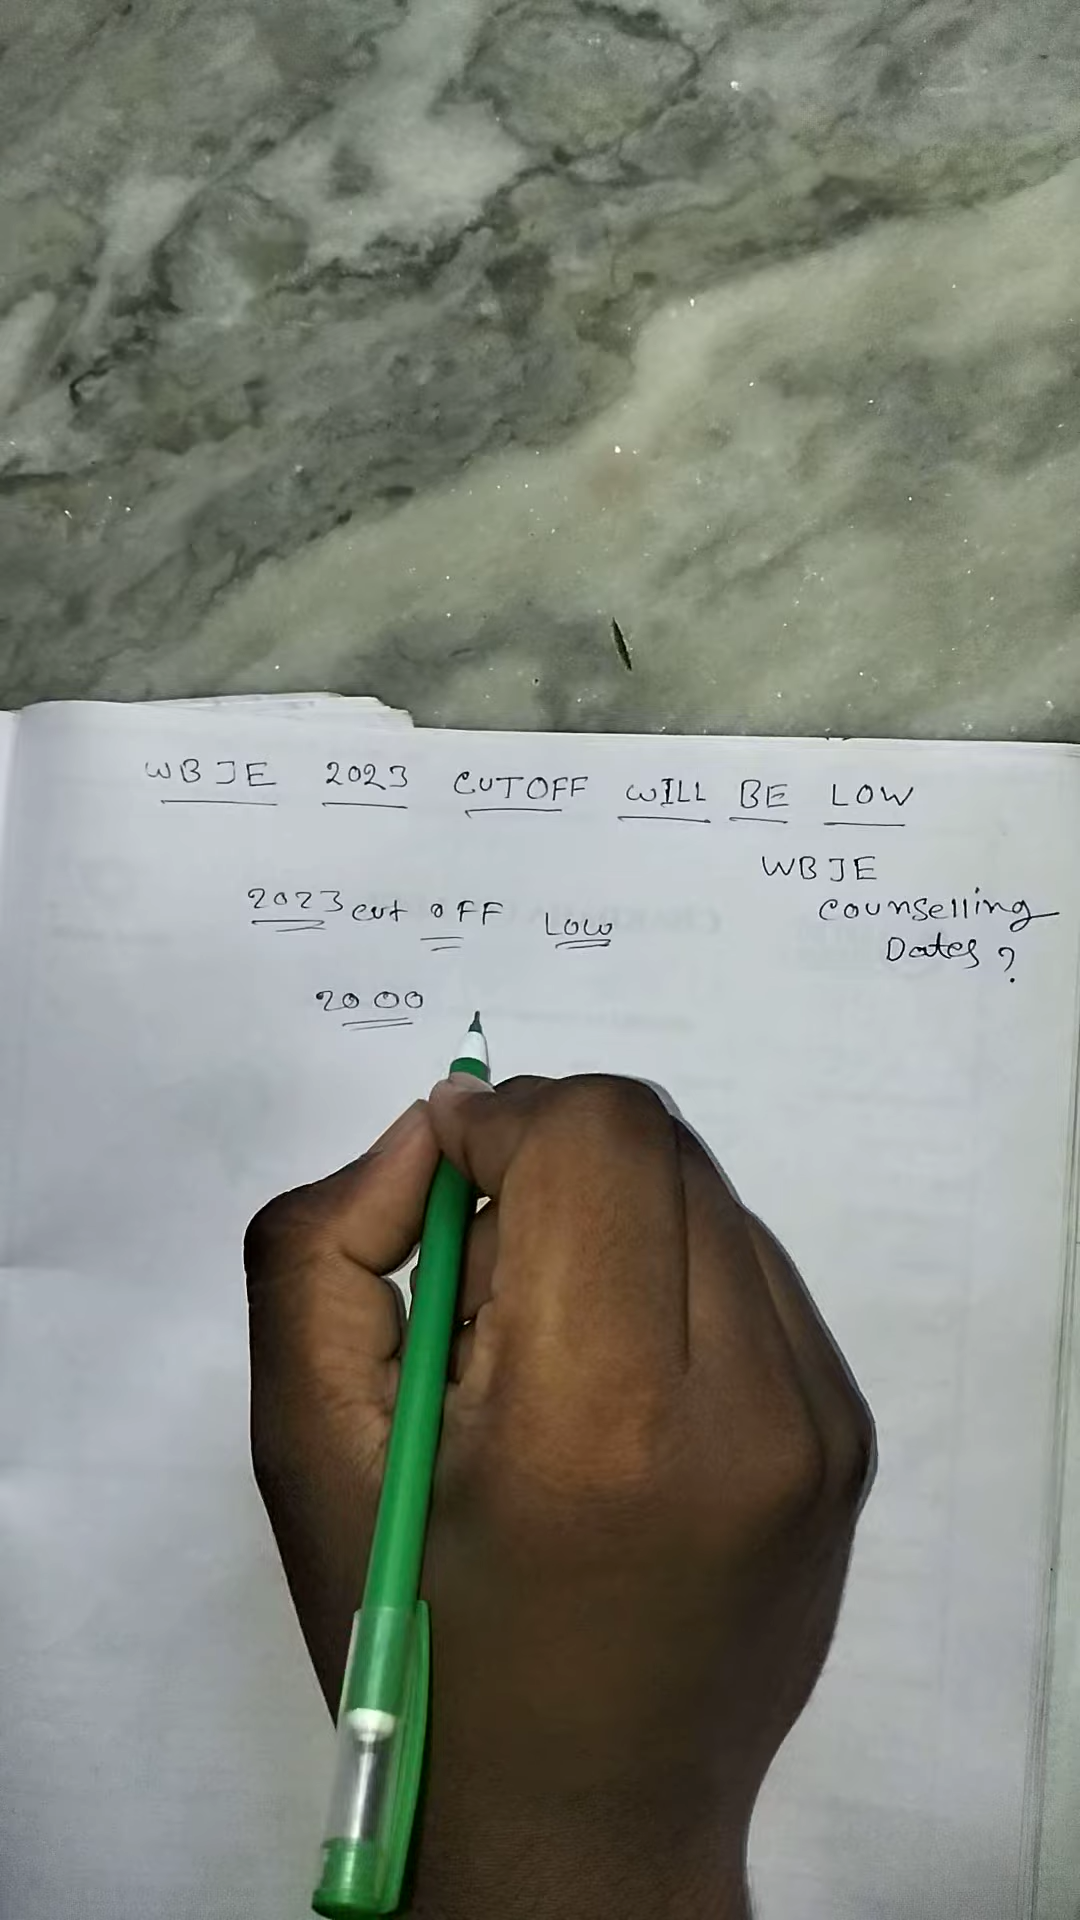 WBJE 2023 CUTOFF WILL BE LOW
WBJE
counselling
Dates?
2023 cut OFF LOW
2000